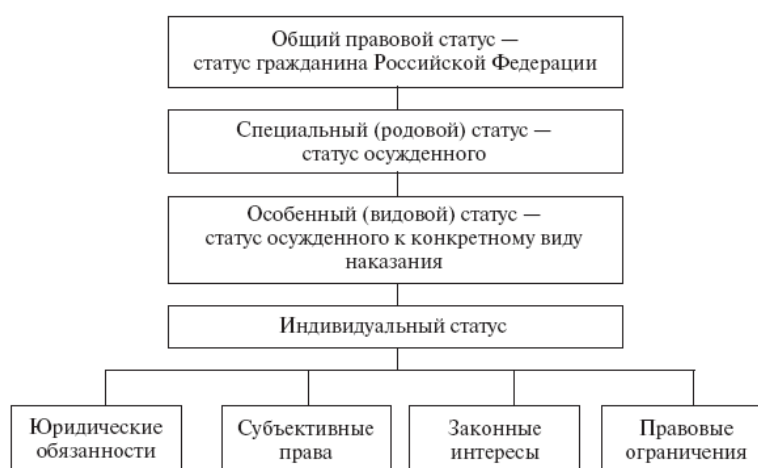 Общий правовой статус —
статус гражданина Российской Федерации
Специальный (родовой) статус —
статус осужденного
Особенный (видовой) статус —
статус осужденного к конкретному виду
наказания
Индивидуальный статус
Юридические
обязанности
Субъективные
права
Законные
интересы
Правовые
ограничения